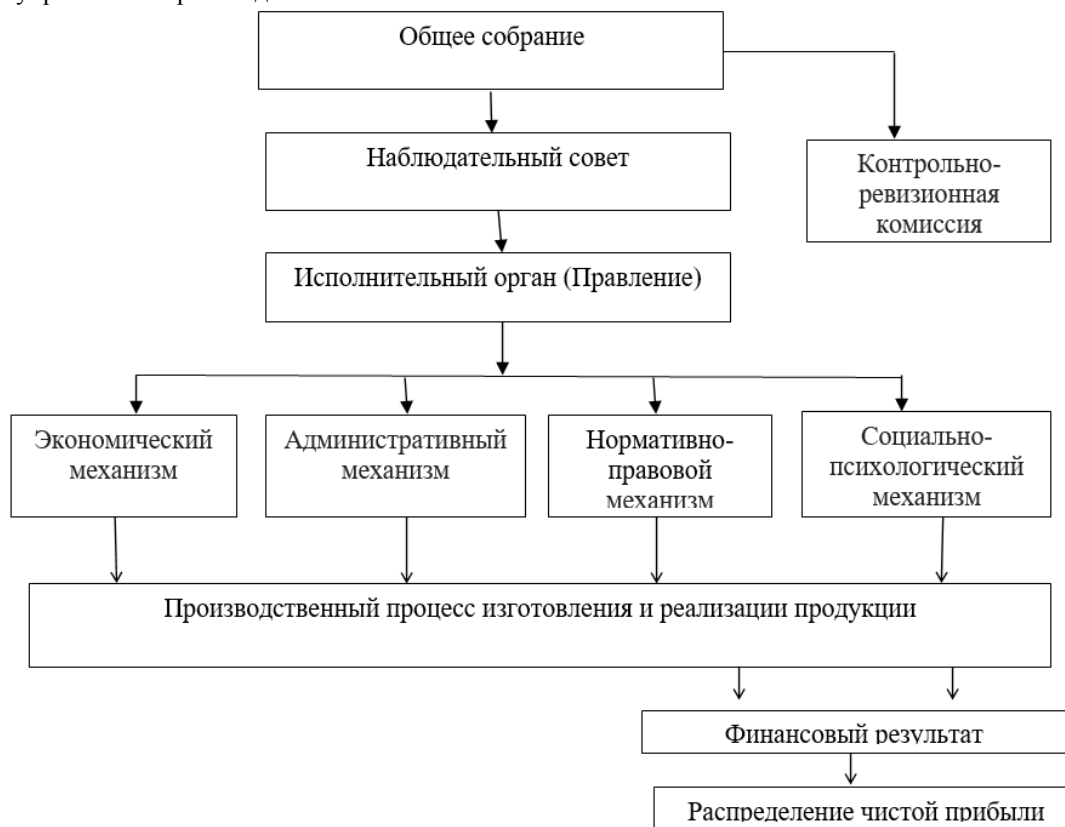 Общее собрание
Наблюдательный совет
Контрольно-
ревизионная
комиссия
Исполнительный орган (Правление)
Экономический
механизм
Административный
механизм
Нормативно-
правовой
механизм
Социально-
психологический
механизм
Производственный процесс изготовления и реализации продукции
Финансовый результат
Распределение чистой прибыли